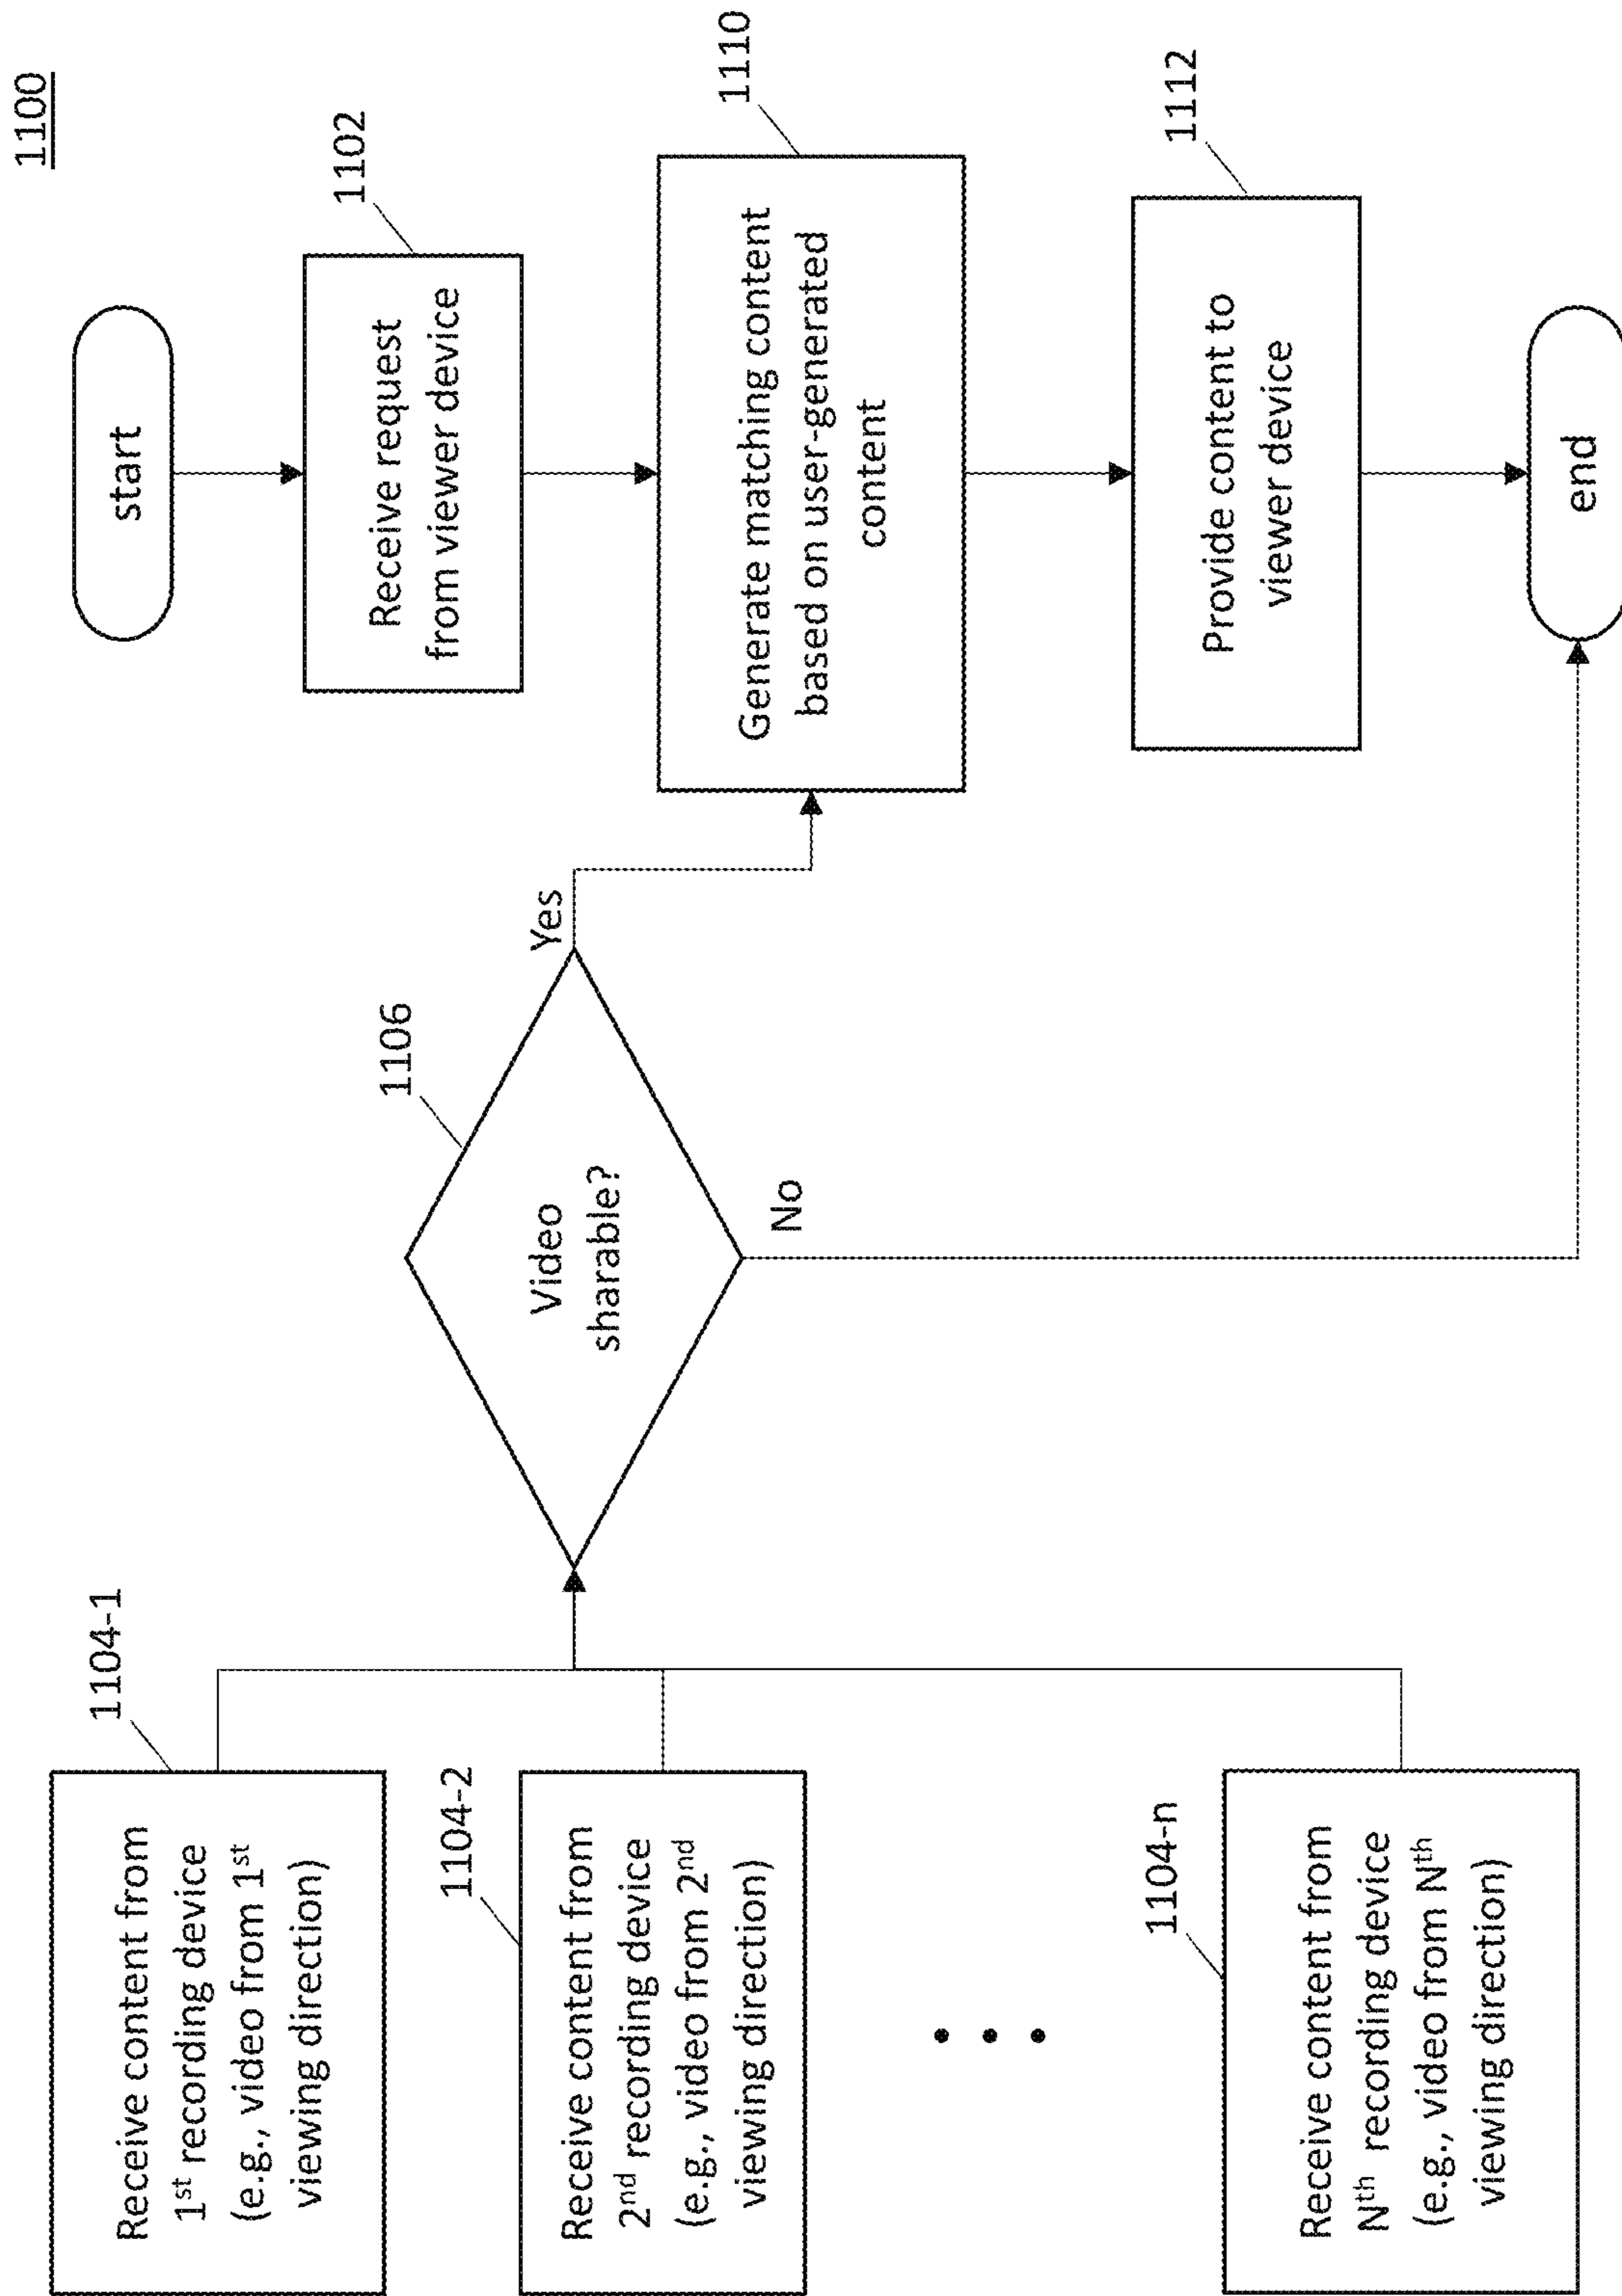 1100
start
1102
Receive request
from viewer device
1110
Generate matching content
based on user-generated
content
1112
Provide content to
viewer device
end
1106
Video
sharable?
Yes
No
1104-1
Receive content from
1st recording device
(e.g., video from 1st
viewing direction)
1104-2
Receive content from
2nd recording device
(e.g., video from 2nd
viewing direction)
1104-n
Receive content from
Nth recording device
(e.g., video from Nth
viewing direction)